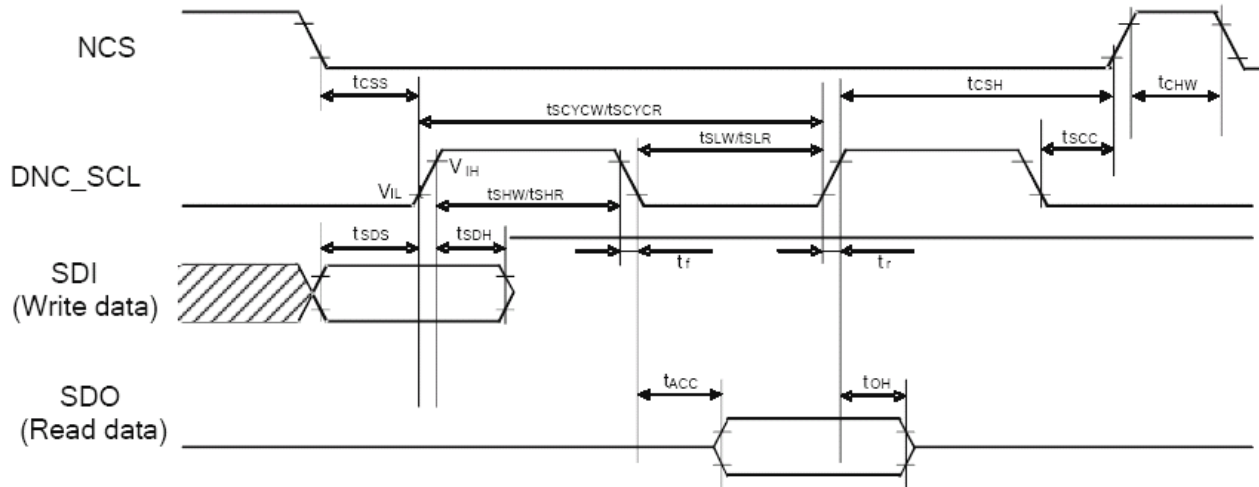 NCS
tCSS
tCSH
tCHW
tSCYCW/tSCYCR
tSLW/tSLR
tSCC
DNC_SCL
VIL
VIH
tSHW/tSHR
tSDS
tSDH
tf
tr
SDI
(Write data)
tACC
tOH
SDO
(Read data)